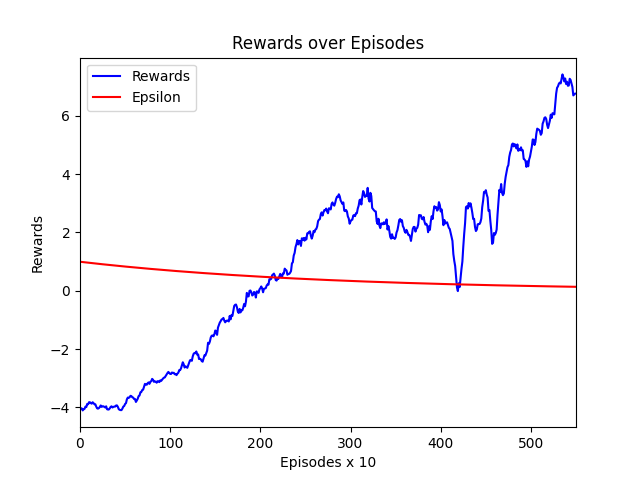 Rewards over Episodes
Rewards
Epsilon
6
4
2
0
−2
−4
Rewards
0 100 200 300 400 500
Episodes x 10